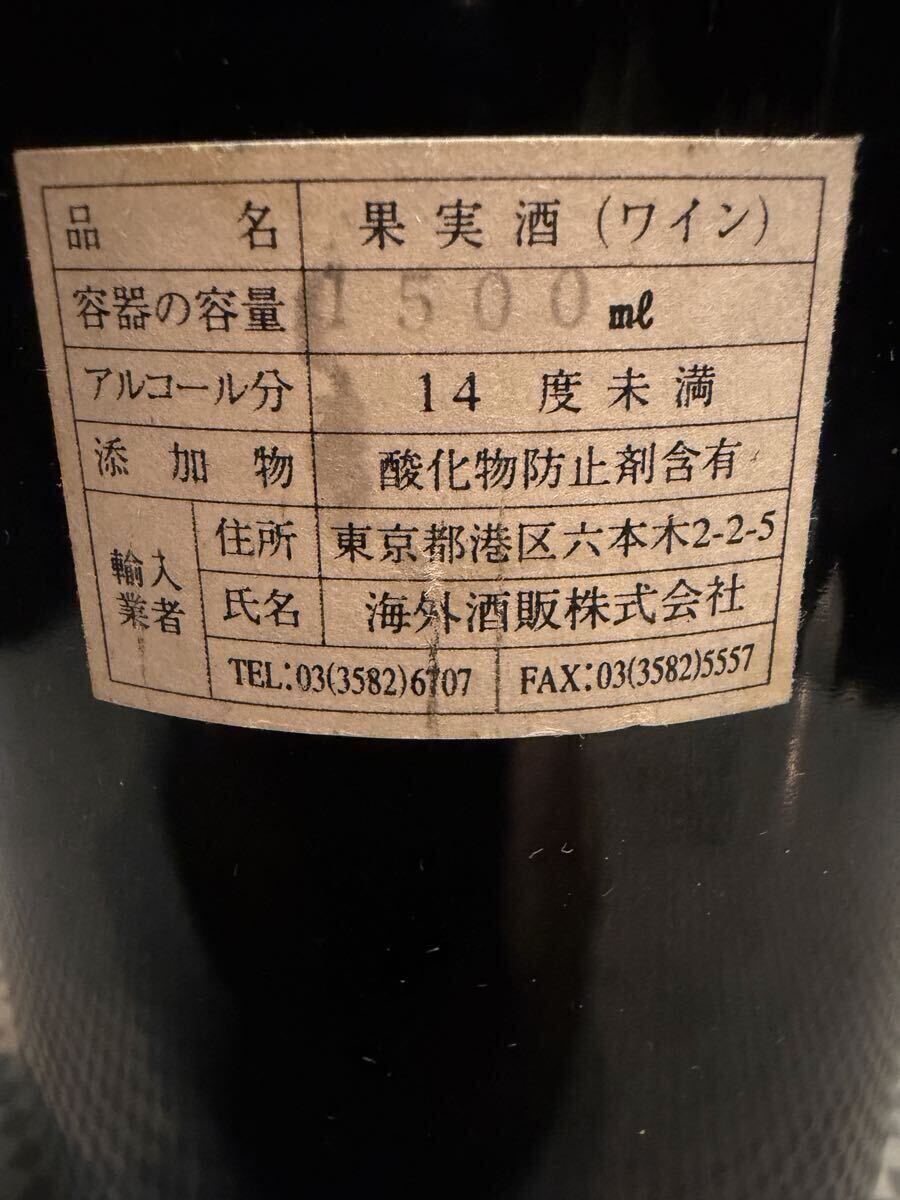 品名 果実酒(ワイン)
容器の容量 1500 ml
アルコール分 14 度未満
添加物 酸化物防止剤含有
輸入業者 住所 東京都港区六本木2-2-5
氏名 海外酒販株式会社
TEL:03(3582)6707 FAX:03(3582)5557